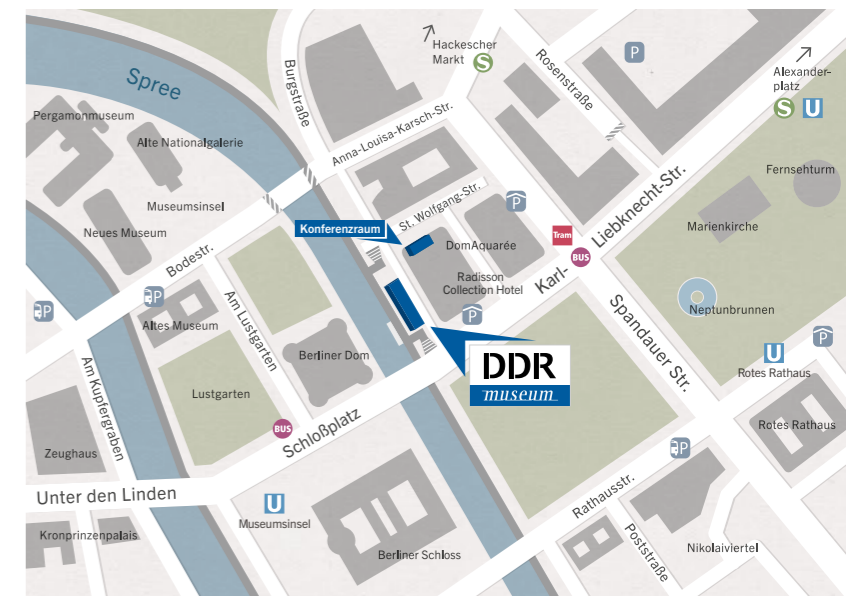 Hackescher
Markt
S
P
Alexander-
platz
S U
Spree
Burgstraße
Rosenstraße
Pergamonmuseum
Alte Nationalgalerie
Anna-Louisa-Karsch-Str.
Fernsehturm
Museumsinsel
St. Wolfgang-Str.
P
Karl-
Liebknecht-Str.
Marienkirche
Neues Museum
Konferenzraum
DomAquarée
Tram
BUS
Bodestr.
Radisson
Collection Hotel
P
P
Am Lustgarten
P
Neptunbrunnen
Altes Museum
P
Spandauer Str.
P
Berliner Dom
DDR
museum
U
Rotes Rathaus
Am Kupfergraben
Lustgarten
BUS
Schloßplatz
Rotes Rathaus
Zeughaus
P
Unter den Linden
U
Museumsinsel
Rathausstr.
Kronprinzenpalais
Berliner Schloss
Poststraße
Nikolaiviertel